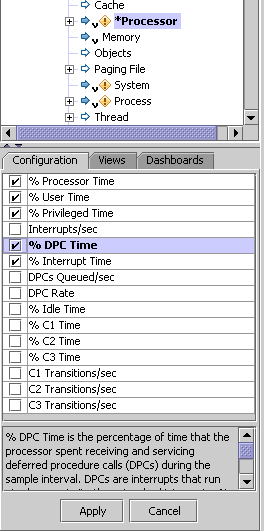 Cache
*Processor
Memory
Objects
Paging File
System
Process
Thread
Configuration Views Dashboards
% Processor Time
% User Time
% Privileged Time
Interrupts/sec
% DPC Time
% Interrupt Time
DPCs Queued/sec
DPC Rate
% Idle Time
% C1 Time
% C2 Time
% C3 Time
C1 Transitions/sec
C2 Transitions/sec
C3 Transitions/sec
% DPC Time is the percentage of time that the
processor spent receiving and servicing
deferred procedure calls (DPCs) during the
sample interval. DPCs are interrupts that run
Apply Cancel